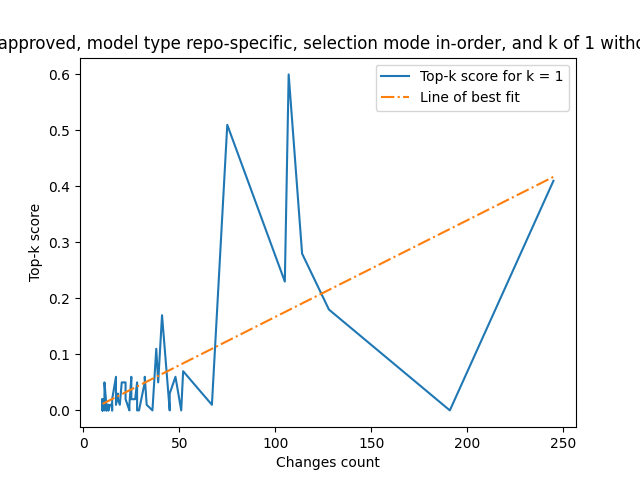 approved, model type repo-specific, selection mode in-order, and k of 1
Top-k score for k = 1
Line of best fit
Top-k score
0.6
0.5
0.4
0.3
0.2
0.1
0.0
0
50
100
150
200
250
Changes count